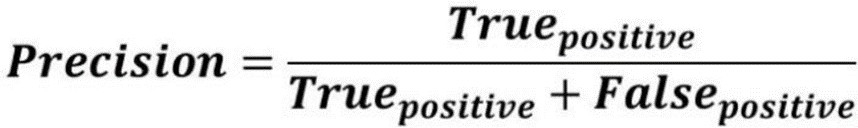 Precision = True_positive / True_positive + False_positive